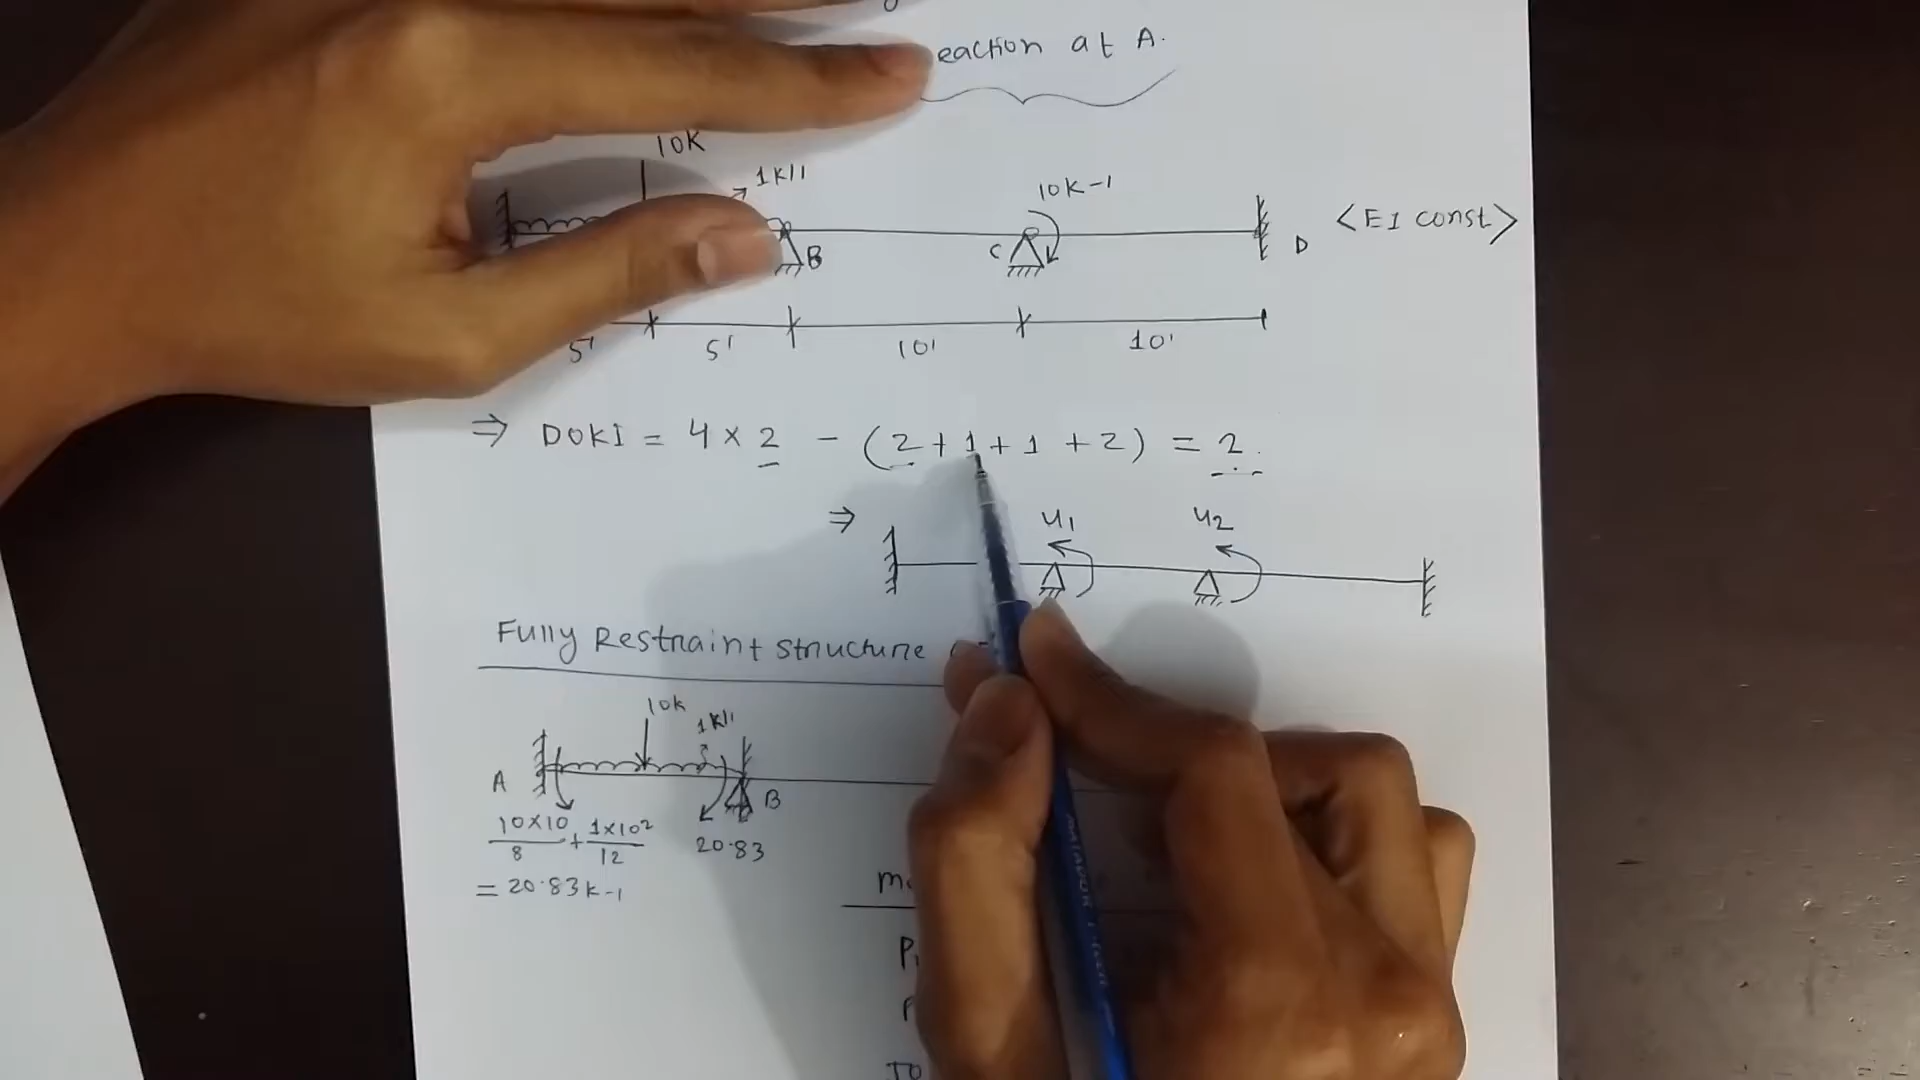 eaction at A.
10K
1k/1
10K-1
B
C
D
<EI const>
5'
5'
10'
10'
⇒ DOKI = 4 × 2 - (2+1+1+2) = 2.
⇒
u1
u2
Fully Restraint structure
10k
1k/1
A
B
10×10/8 + 1×10²/12
20.83
= 20.83k-1